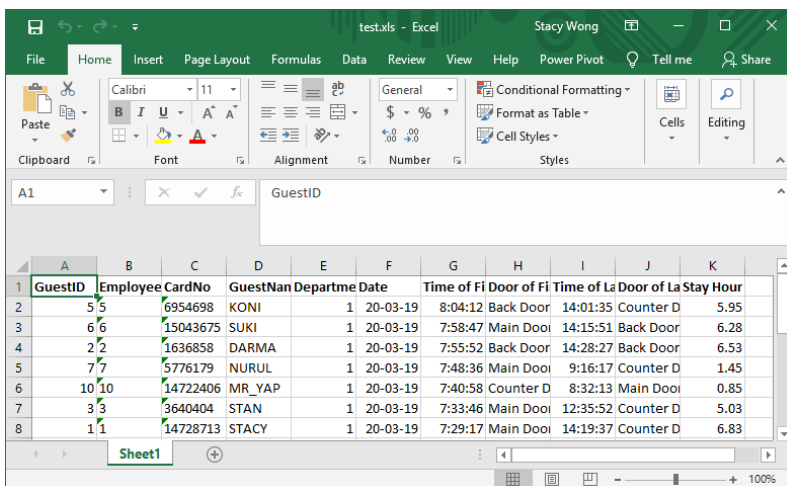 test.xls - Excel Stacy Wong
File Home Insert Page Layout Formulas Data Review View Help Power Pivot Tell me Share
Paste
Calibri 11
B I U A A
A
ab
General
$ % ,
.00 .0
Conditional Formatting
Format as Table
Cell Styles
Cells
Editing
Clipboard Font Alignment Number Styles
A1 fx GuestID
A B C D E F G H I J K
1 GuestID Employee CardNo GuestNan Departme Date Time of Fi Door of Fi Time of La Door of La Stay Hour
2 5 5 6954698 KONI 1 20-03-19 8:04:12 Back Door 14:01:35 Counter D 5.95
3 6 6 15043675 SUKI 1 20-03-19 7:58:47 Main Door 14:15:51 Back Door 6.28
4 2 2 1636858 DARMA 1 20-03-19 7:55:52 Back Door 14:28:27 Back Door 6.53
5 7 7 5776179 NURUL 1 20-03-19 7:48:36 Main Door 9:16:17 Counter D 1.45
6 10 10 14722406 MR_YAP 1 20-03-19 7:40:58 Counter D 8:32:13 Main Door 0.85
7 3 3 3640404 STAN 1 20-03-19 7:33:46 Main Door 12:35:52 Counter D 5.03
8 1 1 14728713 STACY 1 20-03-19 7:29:17 Main Door 14:19:37 Counter D 6.83
Sheet1
100%